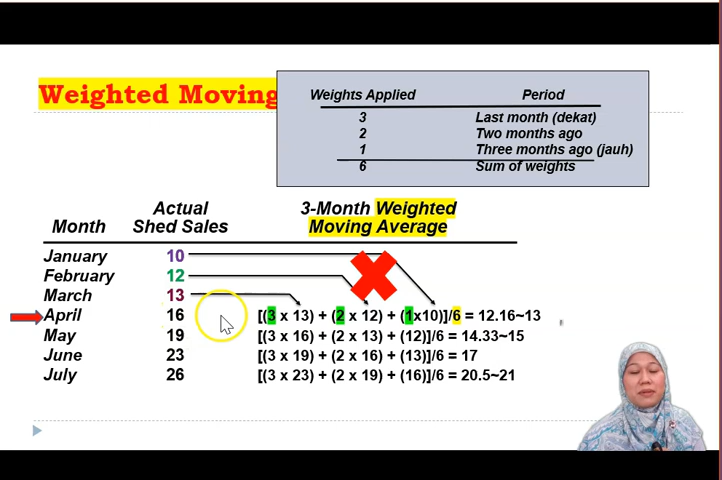 Weighted Moving
Weights Applied Period
3 Last month (dekat)
2 Two months ago
1 Three months ago (jauh)
6 Sum of weights
Actual 3-Month Weighted
Month Shed Sales Moving Average
January 10
February 12
March 13
April 16 [(3 x 13) + (2 x 12) + (1x10)]/6 = 12.16~13
May 19 [(3 x 16) + (2 x 13) + (12)]/6 = 14.33~15
June 23 [(3 x 19) + (2 x 16) + (13)]/6 = 17
July 26 [(3 x 23) + (2 x 19) + (16)]/6 = 20.5~21